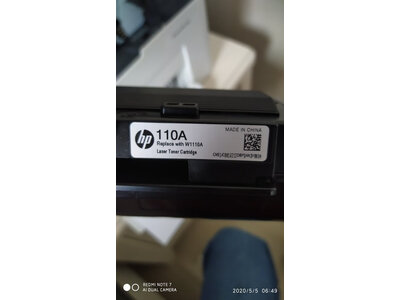 hp
110A
Replace with W1110A
Laser Toner Cartridge
MADE IN CHINA
REDMI NOTE 7
AI DUAL CAMERA
2020/5/5 06:49